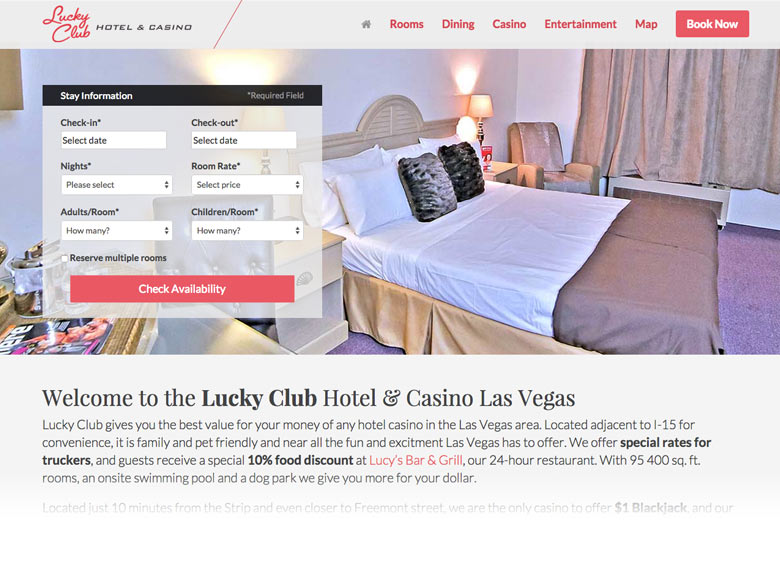 Lucky Club HOTEL & CASINO
Rooms Dining Casino Entertainment Map Book Now
Stay Information *Required Field
Check-in* Check-out*
Select date Select date
Nights* Room Rate*
Please select Select price
Adults/Room* Children/Room*
How many? How many?
Reserve multiple rooms
Check Availability
Welcome to the Lucky Club Hotel & Casino Las Vegas
Lucky Club gives you the best value for your money of any hotel casino in the Las Vegas area. Located adjacent to I-15 for
convenience, it is family and pet friendly and near all the fun and excitment Las Vegas has to offer. We offer special rates for
truckers, and guests receive a special 10% food discount at Lucy's Bar & Grill, our 24-hour restaurant. With 95 400 sq. ft.
rooms, an onsite swimming pool and a dog park we give you more for your dollar.
Located just 10 minutes from the Strip and even closer to Freemont street, we are the only casino to offer $1 Blackjack, and our